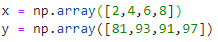 x = np.array([2,4,6,8])
y = np.array([81,93,91,97])